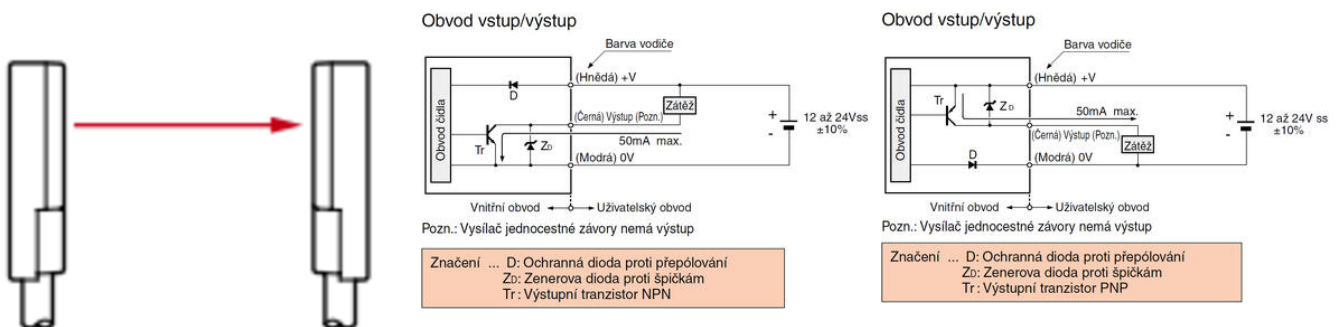 Obvod vstup/výstup
Barva vodiče
(Hnědá) +V
D
Obvod čidla
Zátěž
(Černá) Výstup (Pozn.)
+
12 až 24Vss
±10%
-
Tr
ZD
50mA max.
(Modrá) 0V
Vnitřní obvod
Uživatelský obvod
Pozn.: Vysílač jednocestné závory nemá výstup
Značení ... D: Ochranná dioda proti přepólování
ZD: Zenerova dioda proti špičkám
Tr: Výstupní tranzistor NPN
Obvod vstup/výstup
Barva vodiče
(Hnědá) +V
Obvod čidla
Tr
ZD
50mA max.
+
12 až 24V ss
±10%
-
(Černá) Výstup (Pozn.)
Zátěž
D
(Modrá) 0V
Vnitřní obvod
Uživatelský obvod
Pozn.: Vysílač jednocestné závory nemá výstup
Značení ... D: Ochranná dioda proti přepólování
ZD: Zenerova dioda proti špičkám
Tr: Výstupní tranzistor PNP